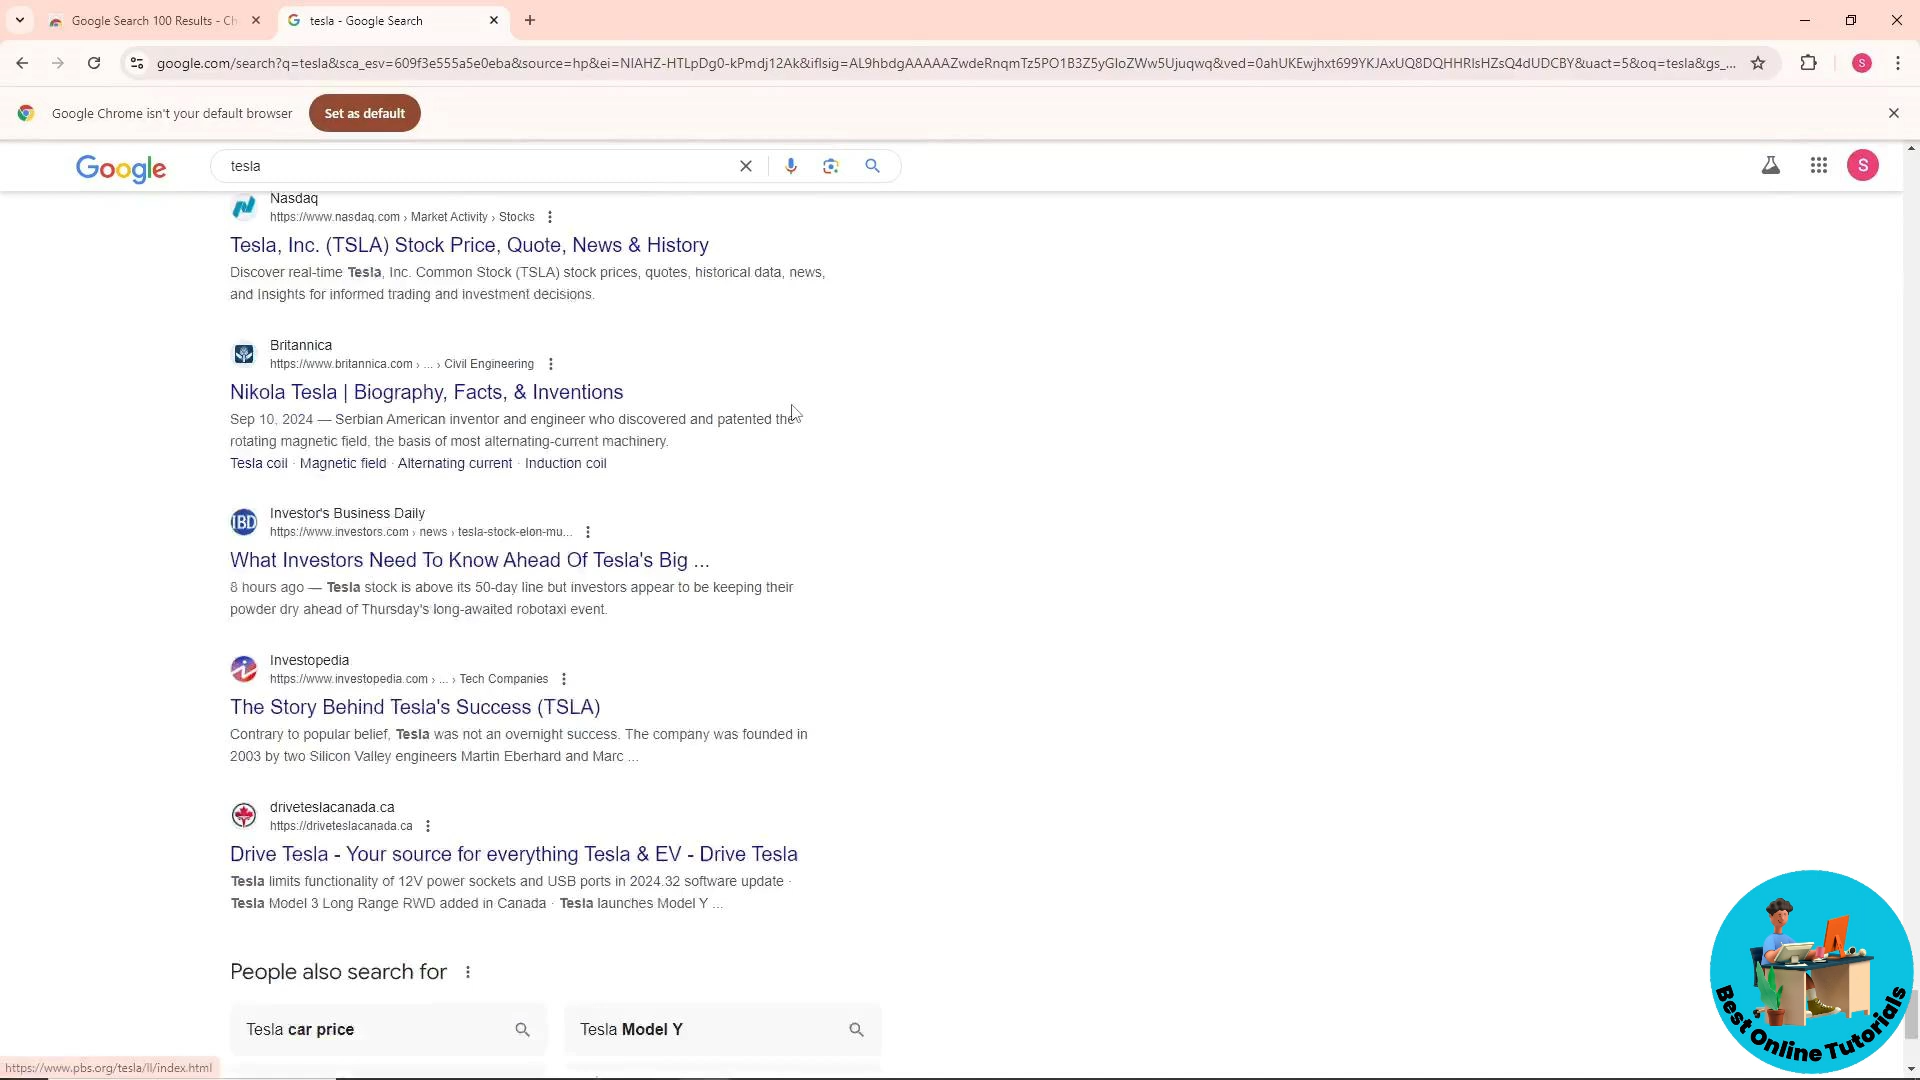 Google Search 100 Results - Ch
tesla - Google Search
google.com/search?q=tesla&sca_esv=609f3e555a5e0eba&source=hp&ei=NIAHZ-HTLpDg0-kPmdj12Ak&iflsig=AL9hbdgAAAAAZwdeRnqmTz5PO1B3Z5yGIoZWw5Ujuqwq&ved=0ahUKEwjhxt699YKJAxUQ8DQHHRlsHZsQ4dUDCBY&uact=5&oq=tesla&gs_...
S
Google Chrome isn't your default browser
Set as default
Google
tesla
S
Nasdaq
https://www.nasdaq.com › Market Activity › Stocks
Tesla, Inc. (TSLA) Stock Price, Quote, News & History
Discover real-time Tesla, Inc. Common Stock (TSLA) stock prices, quotes, historical data, news,
and Insights for informed trading and investment decisions.
Britannica
https://www.britannica.com › ... › Civil Engineering
Nikola Tesla | Biography, Facts, & Inventions
Sep 10, 2024 — Serbian American inventor and engineer who discovered and patented the
rotating magnetic field, the basis of most alternating-current machinery.
Tesla coil · Magnetic field · Alternating current · Induction coil
IBD
Investor's Business Daily
https://www.investors.com › news › tesla-stock-elon-mu...
What Investors Need To Know Ahead Of Tesla's Big ...
8 hours ago — Tesla stock is above its 50-day line but investors appear to be keeping their
powder dry ahead of Thursday's long-awaited robotaxi event.
Investopedia
https://www.investopedia.com › ... › Tech Companies
The Story Behind Tesla's Success (TSLA)
Contrary to popular belief, Tesla was not an overnight success. The company was founded in
2003 by two Silicon Valley engineers Martin Eberhard and Marc ...
driveteslacanada.ca
https://driveteslacanada.ca
Drive Tesla - Your source for everything Tesla & EV - Drive Tesla
Tesla limits functionality of 12V power sockets and USB ports in 2024.32 software update ·
Tesla Model 3 Long Range RWD added in Canada · Tesla launches Model Y ...
People also search for
Tesla car price
Tesla Model Y
https://www.pbs.org/tesla/ll/index.html
Best Online Tutorials